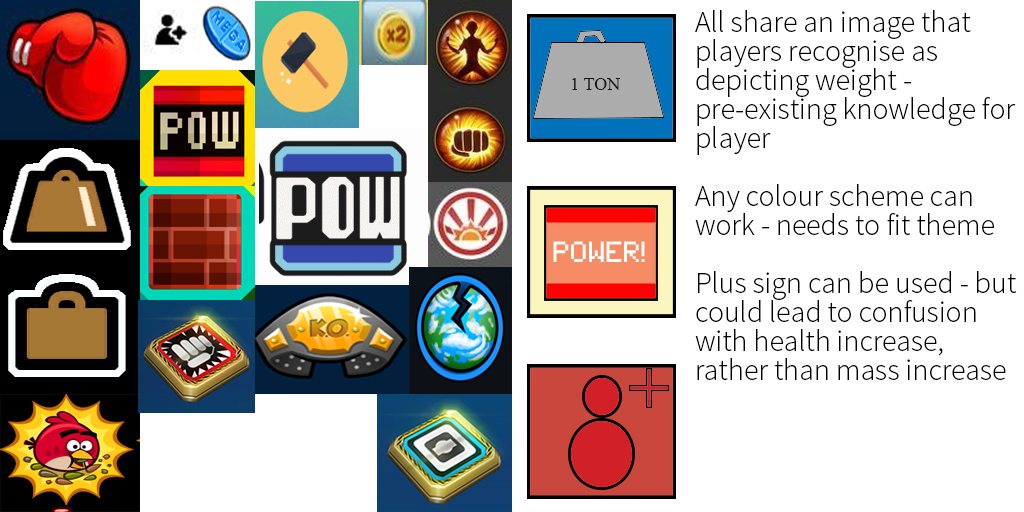 MEGA
x2
POW
POW
K.O.
1 TON
POWER!
All share an image that
players recognise as
depicting weight -
pre-existing knowledge for
player
Any colour scheme can
work - needs to fit theme
Plus sign can be used - but
could lead to confusion
with health increase,
rather than mass increase